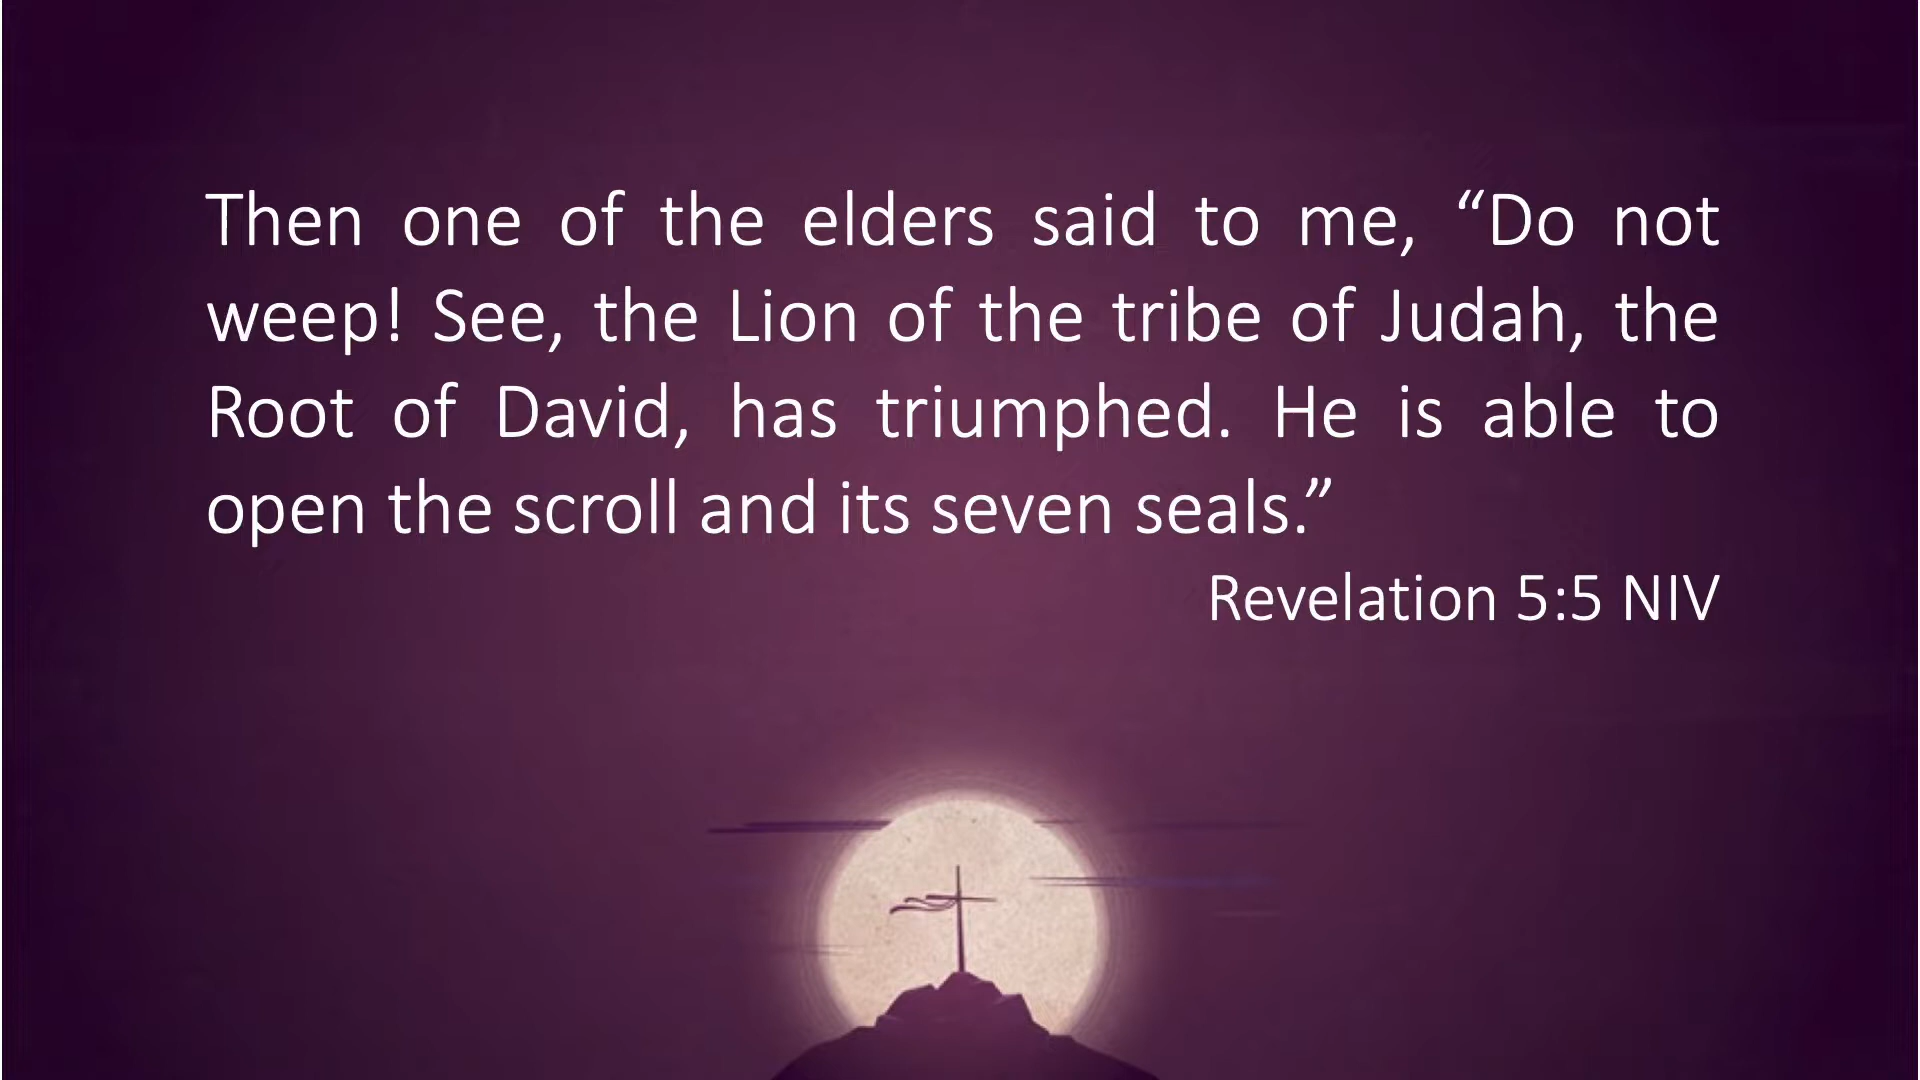 Then one of the elders said to me, “Do not
weep! See, the Lion of the tribe of Judah, the
Root of David, has triumphed. He is able to
open the scroll and its seven seals.”
Revelation 5:5 NIV